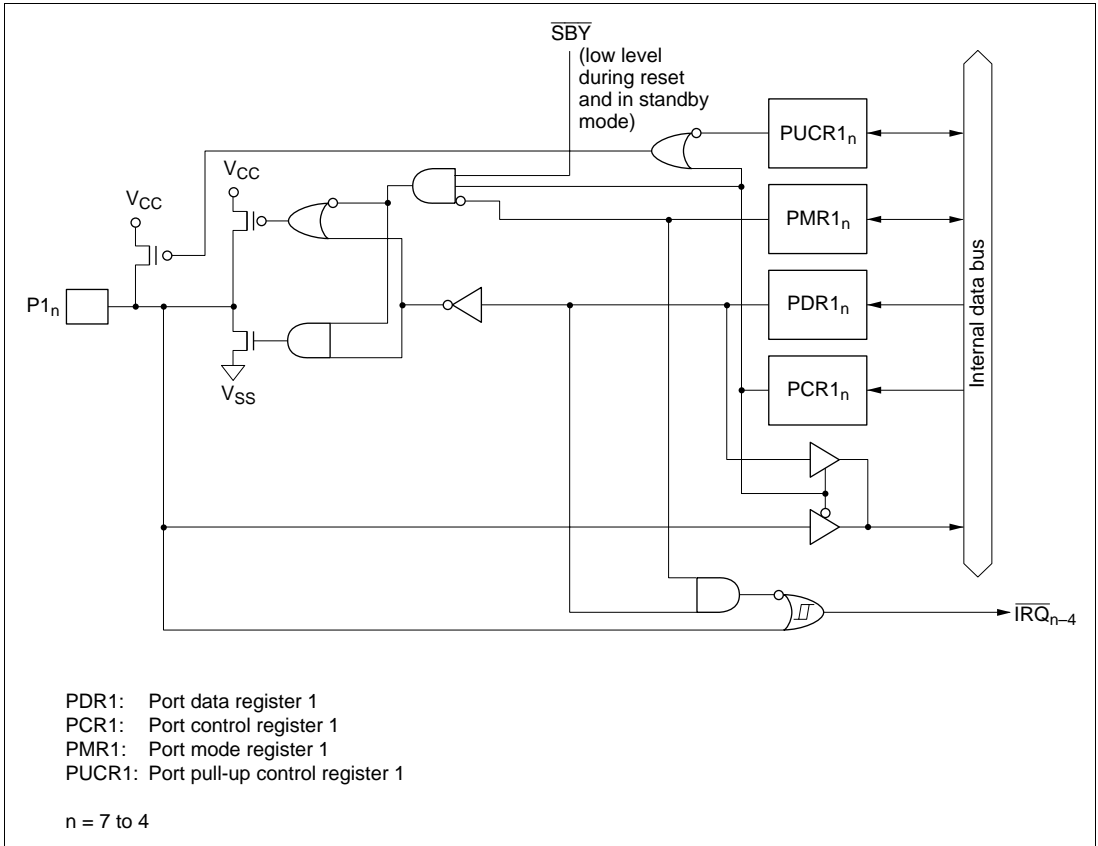 SBY
(low level
during reset
and in standby
mode)
PUCR1n
VCC
VCC
PMR1n
P1n
PDR1n
Internal data bus
VSS
PCR1n
IRQn–4
PDR1: Port data register 1
PCR1: Port control register 1
PMR1: Port mode register 1
PUCR1: Port pull-up control register 1
n = 7 to 4